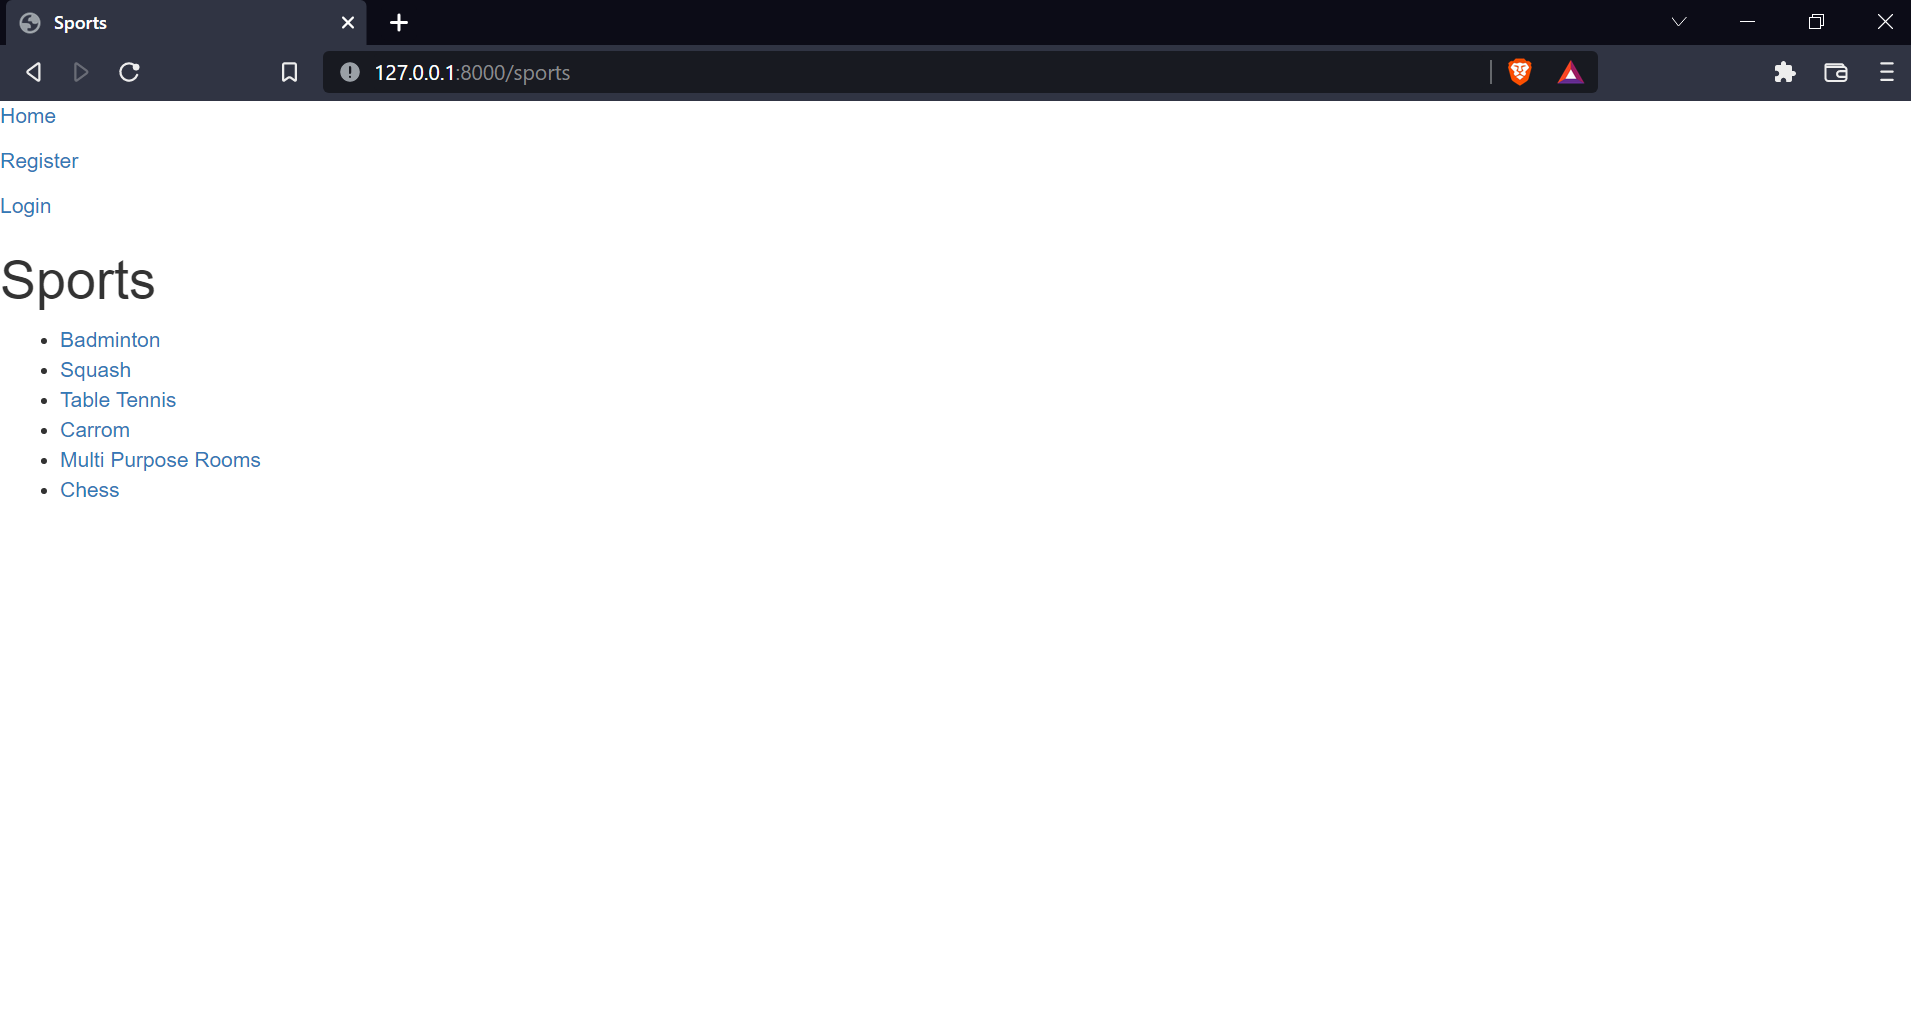 Sports
127.0.0.1:8000/sports
Home
Register
Login
Sports
Badminton
Squash
Table Tennis
Carrom
Multi Purpose Rooms
Chess